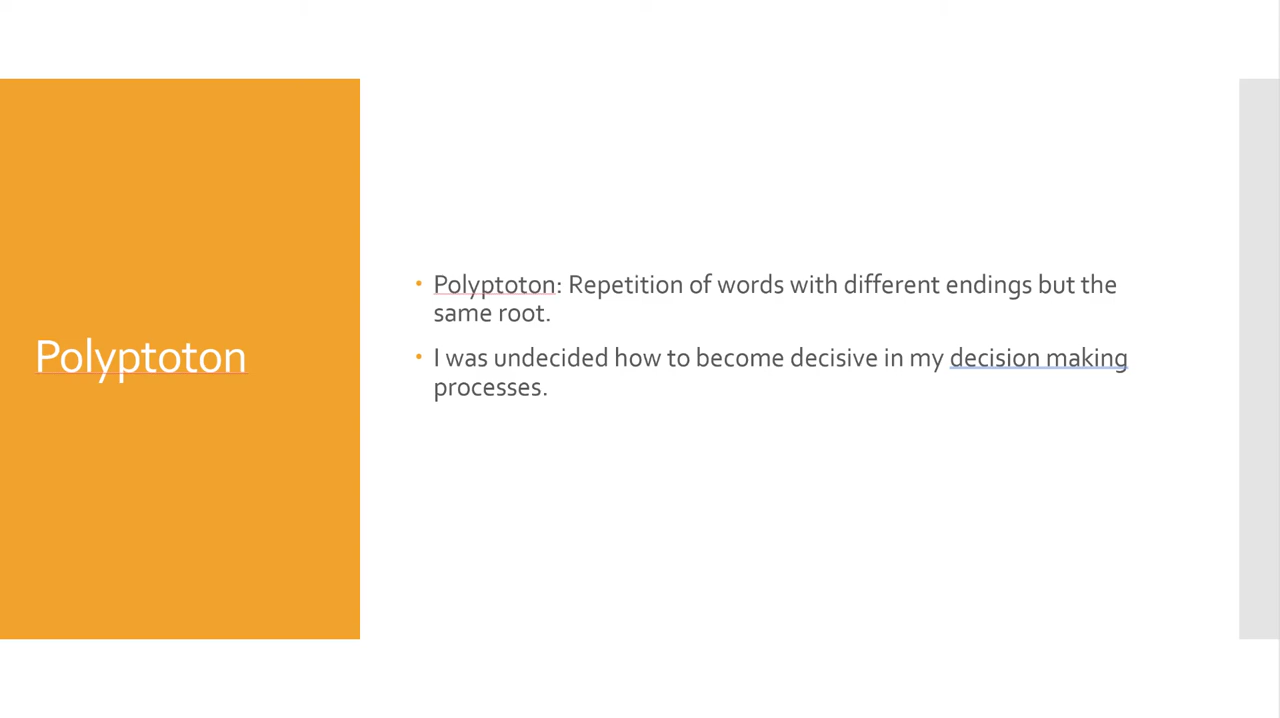 Polyptoton
• Polyptoton: Repetition of words with different endings but the
same root.
• I was undecided how to become decisive in my decision making
processes.